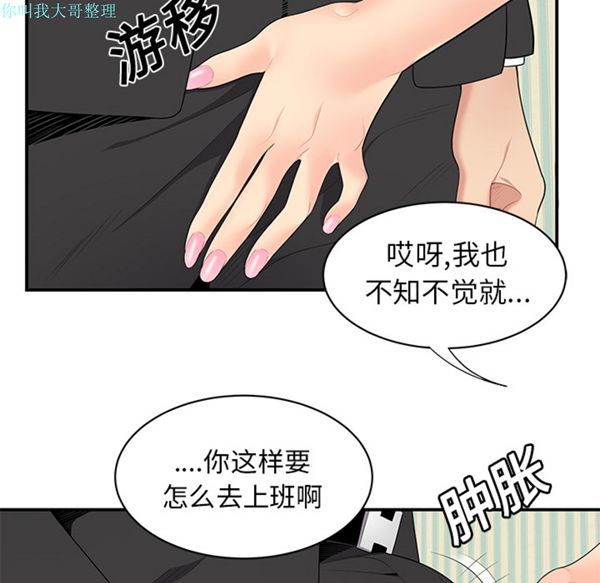 你叫我大哥整理
游移
哎呀,我也
不知不觉就...
....你这样要
怎么去上班啊
肿胀